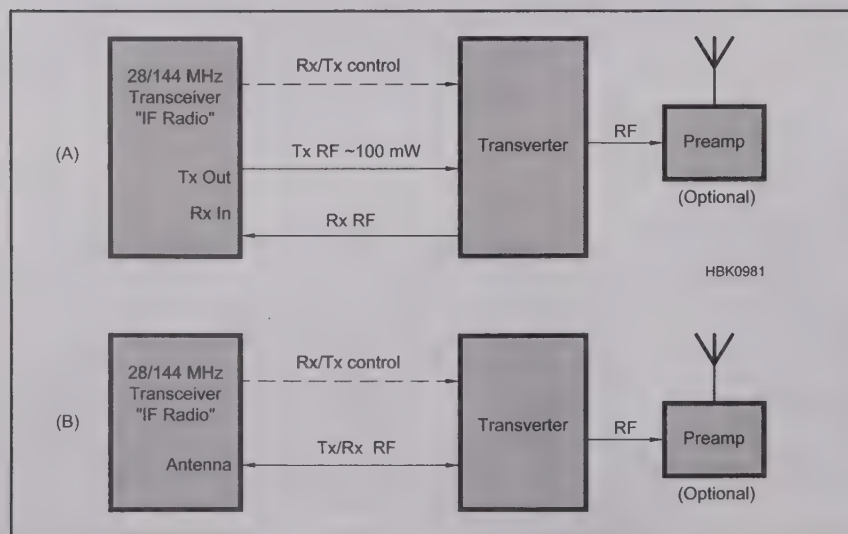 28/144 MHz
Transceiver
"IF Radio"
Rx/Tx control
(A)
Tx RF ~100 mW
Tx Out
Rx In
Rx RF
Transverter
RF
Preamp
(Optional)
HBK0981
28/144 MHz
Transceiver
"IF Radio"
Rx/Tx control
(B)
Tx/Rx RF
Antenna
Transverter
RF
Preamp
(Optional)